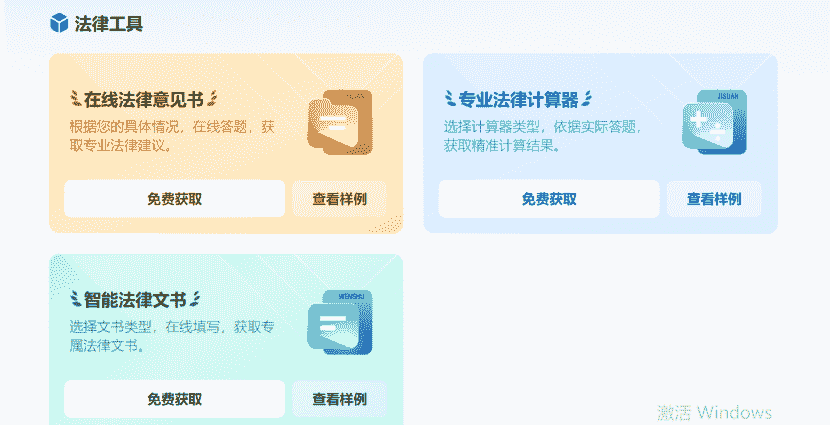 法律工具
在线法律意见书
根据您的具体情况，在线答题，获
取专业法律建议。
免费获取
查看样例
JISUAN
专业法律计算器
选择计算器类型，依据实际答题，
获取精准计算结果。
免费获取
查看样例
WENSHU
智能法律文书
选择文书类型，在线填写，获取专
属法律文书。
免费获取
查看样例
激活 Windows